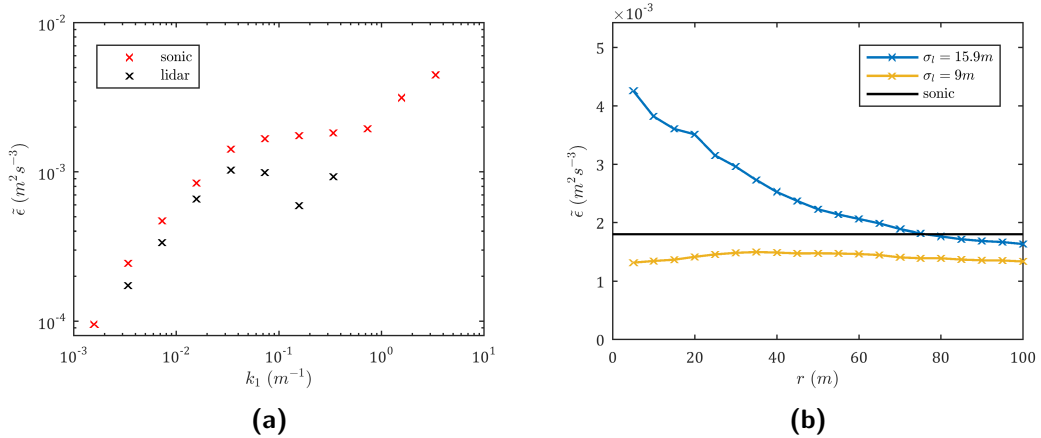 10^-2
sonic
lidar
10^-3
ε̃ (m^2 s^-3)
10^-4
10^-3 10^-2 10^-1 10^0 10^1
k_1 (m^-1)
(a)
×10^-3
5
σ_l = 15.9m
σ_l = 9m
sonic
4
3
ε̃ (m^2 s^-3)
2
1
0
0 20 40 60 80 100
r (m)
(b)